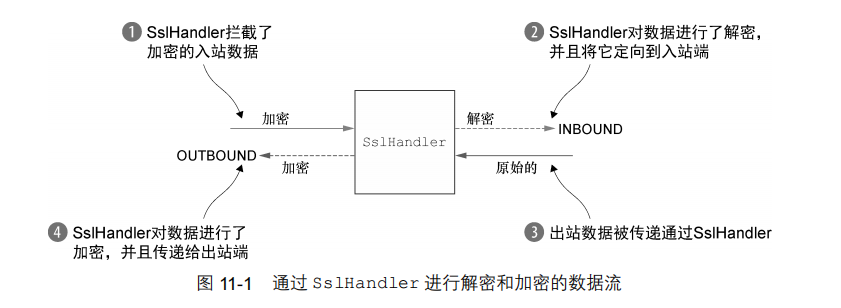 1 SslHandler拦截了
加密的入站数据
2 SslHandler对数据进行了解密,
并且将它定向到入站端
加密
解密
INBOUND
SslHandler
OUTBOUND
加密
原始的
4 SslHandler对数据进行了
加密，并且传递给出站端
3 出站数据被传递通过SslHandler
图 11-1 通过 SslHandler 进行解密和加密的数据流